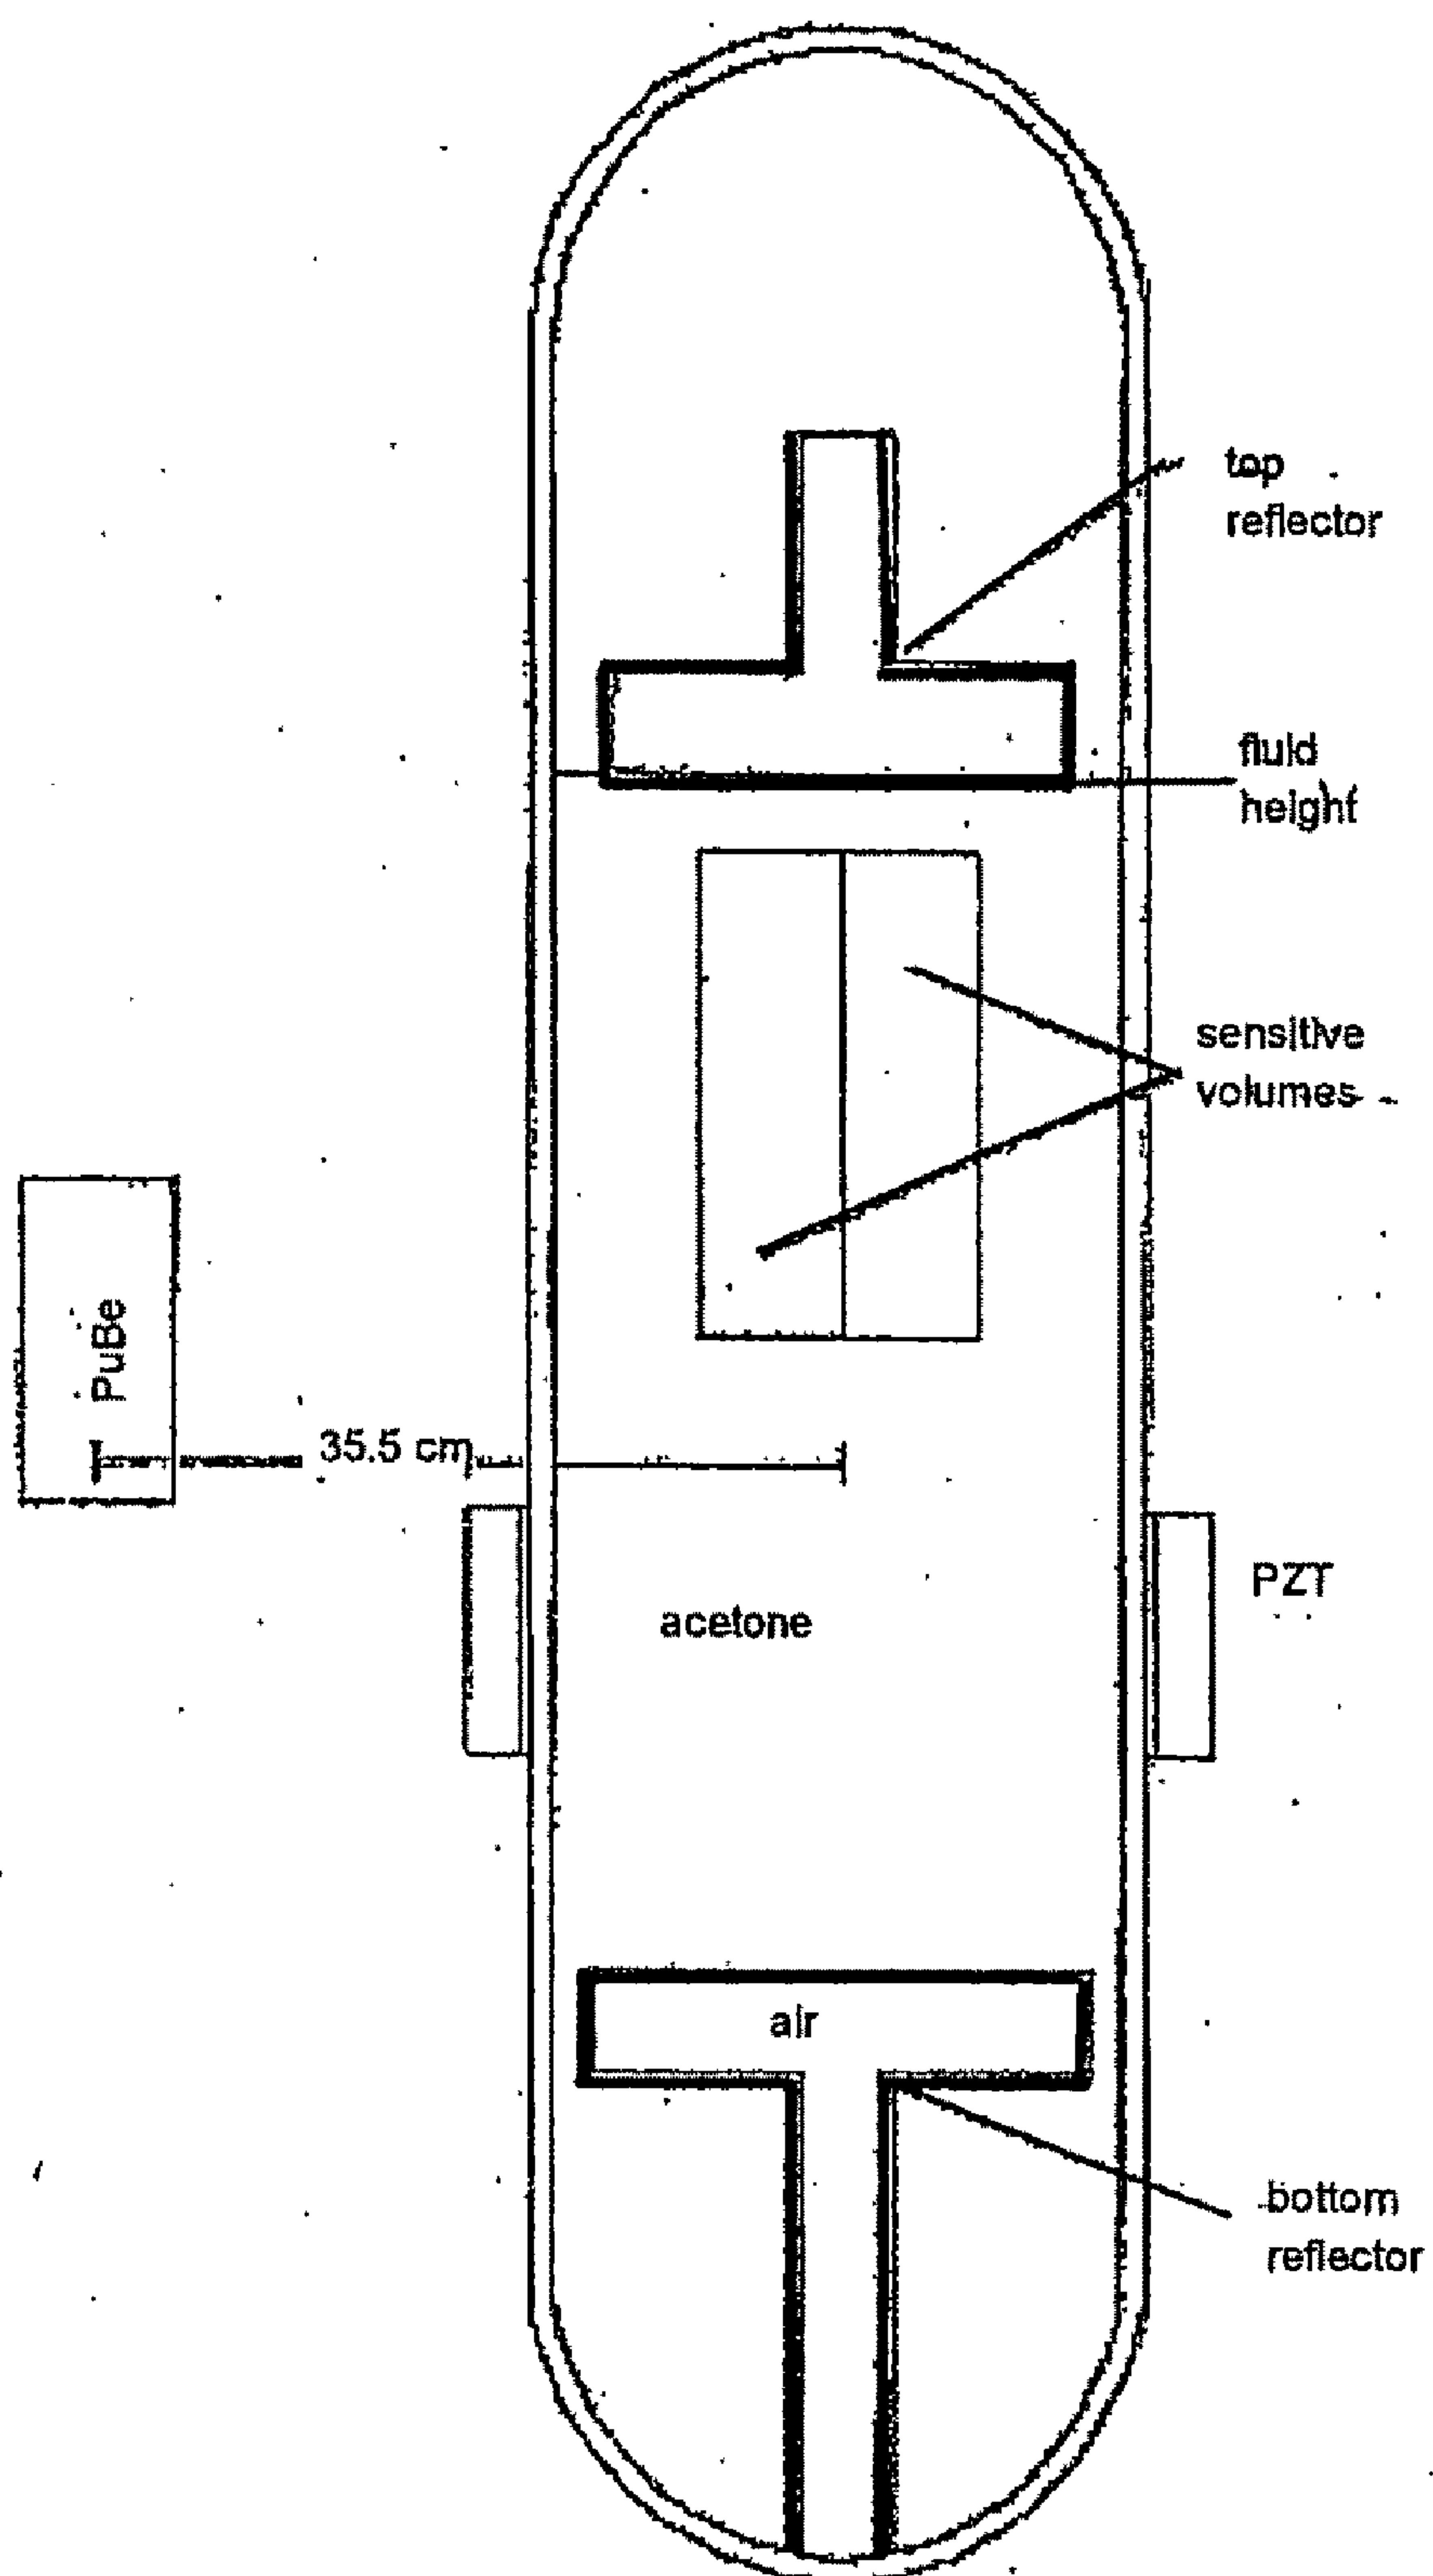 top
reflector
fluid
height
sensitive
volumes
PuBe
35.5 cm
PZT
acetone
air
bottom
reflector